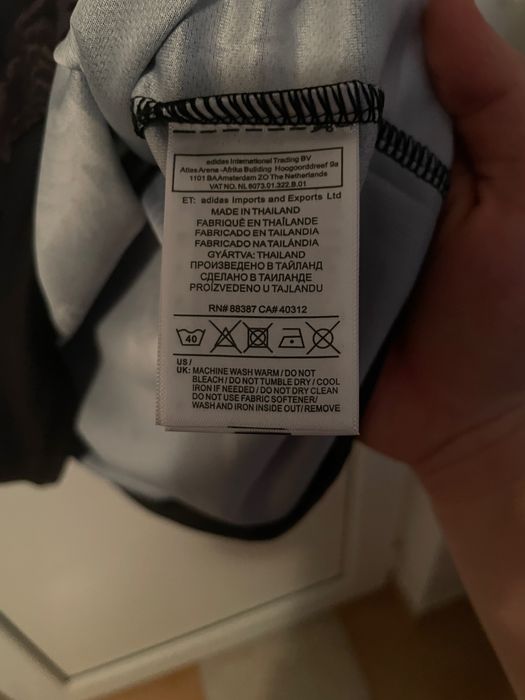 adidas International Trading BV
Atlas Arena -Afrika Building Hoogoorddreef 9a
1101 BA Amsterdam ZO The Netherlands
VAT NO. NL 8073.01.322.B.01
ET: adidas Imports and Exports Ltd
MADE IN THAILAND
FABRIQUÉ EN THAÏLANDE
FABRICADO EN TAILANDIA
FABRICADO NA TAILÂNDIA
GYÁRTVA: THAILAND
ПРОИЗВЕДЕНО В ТАЙЛАНД
СДЕЛАНО В ТАИЛАНДЕ
PROIZVEDENO U TAJLANDU
RN# 88387 CA# 40312
40
US /
UK: MACHINE WASH WARM / DO NOT
BLEACH / DO NOT TUMBLE DRY / COOL
IRON IF NEEDED / DO NOT DRY CLEAN
DO NOT USE FABRIC SOFTENER/
WASH AND IRON INSIDE OUT/ REMOVE